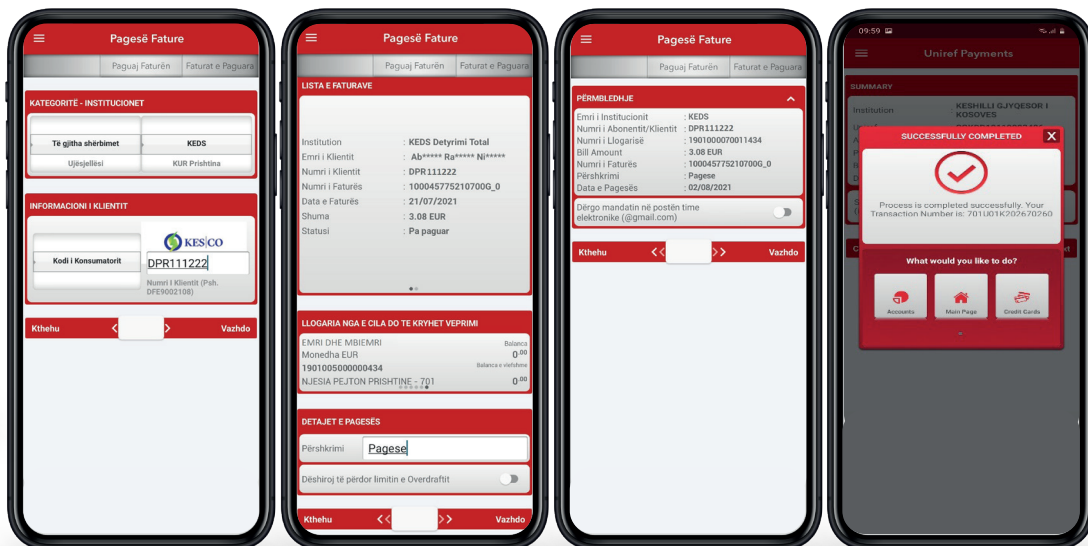 Pagesë Fature
Paguaj Faturën
Faturat e Paguara
KATEGORITË - INSTITUCIONET
Të gjitha shërbimet
KEDS
Ujësjellësi
KUR Prishtina
INFORMACIONI I KLIENTIT
KESCO
Kodi i Konsumatorit
DPR111222
Numri I Klientit (Psh.
DFE9002108)
Kthehu
<
>
Vazhdo
Pagesë Fature
Paguaj Faturën
Faturat e Paguara
LISTA E FATURAVE
Institution : KEDS Detyrimi Total
Emri i Klientit : Ab***** Ra***** Ni*****
Numri i Klientit : DPR111222
Numri i Faturës : 100045775210700G_0
Data e Faturës : 21/07/2021
Shuma : 3.08 EUR
Statusi : Pa paguar
LLOGARIA NGA E CILA DO TE KRYHET VEPRIMI
EMRI DHE MBIEMRI Balanca
Monedha EUR 0.00
1901005000000434 Balanca e vlefshme
NJESIA PEJTON PRISHTINE - 701 0.00
DETAJET E PAGESËS
Përshkrimi Pagese
Dëshiroj të përdor limitin e Overdraftit
Kthehu
<<
>>
Vazhdo
Pagesë Fature
Paguaj Faturën
Faturat e Paguara
PËRMBLEDHJE
Emri i Institucionit : KEDS
Numri i Abonentit/Klientit : DPR111222
Numri i Llogarisë : 1901000070011434
Bill Amount : 3.08 EUR
Numri i Faturës : 100045775210700G_0
Përshkrimi : Pagese
Data e Pagesës : 02/08/2021
Dërgo mandatin në postën time
elektronike (@gmail.com)
Kthehu
<<
>>
Vazhdo
09:59
Uniref Payments
SUMMARY
Institution : KESHILLI GJYQESOR I
KOSOVES
SUCCESSFULLY COMPLETED X
Process is completed successfully. Your
Transaction Number is: 701U01K202670260
What would you like to do?
Accounts
Main Page
Credit Cards